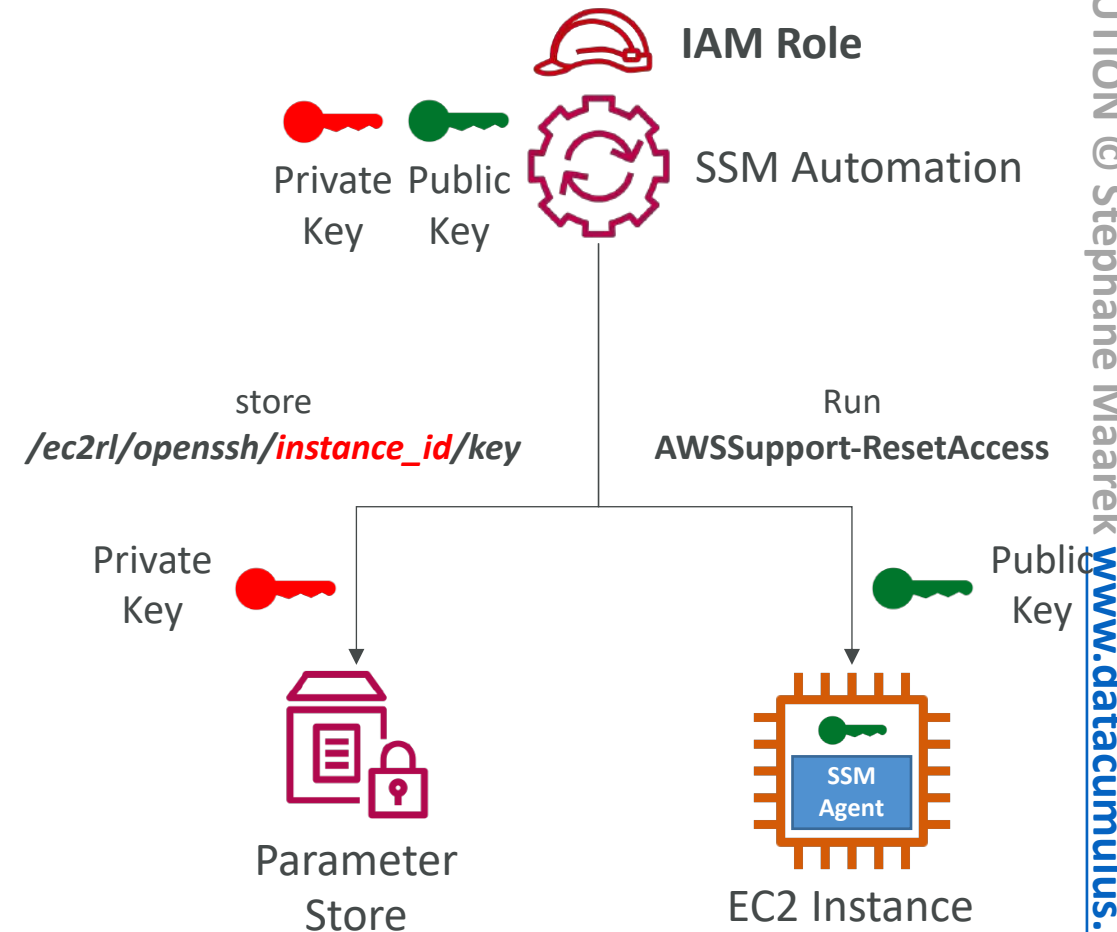 IAM Role
SSM Automation
Private
Key
Public
Key
store
/ec2rl/openssh/instance_id/key
Run
AWSSupport-ResetAccess
Private
Key
Public
Key
SSM
Agent
Parameter
Store
EC2 Instance
© Stephane Maarek www.datacumulus.